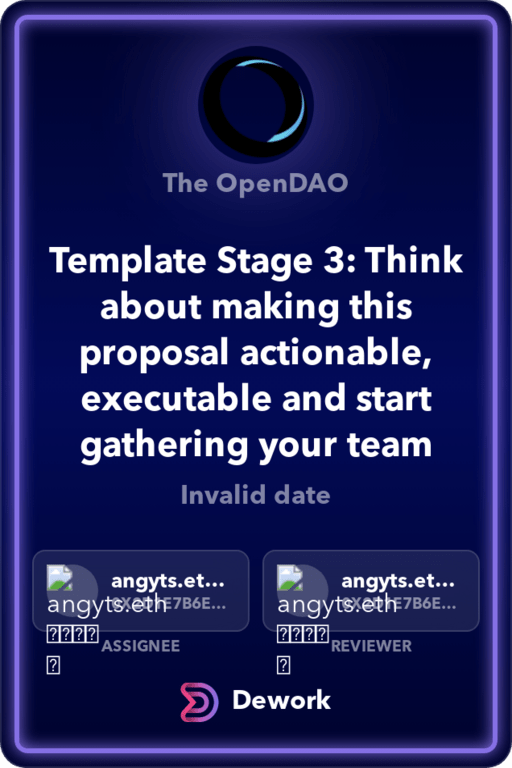 The OpenDAO
Template Stage 3: Think
about making this
proposal actionable,
executable and start
gathering your team
Invalid date
angyts.et... angyts.et...
angyts.eth angyts.eth
ASSIGNEE REVIEWER
Dework